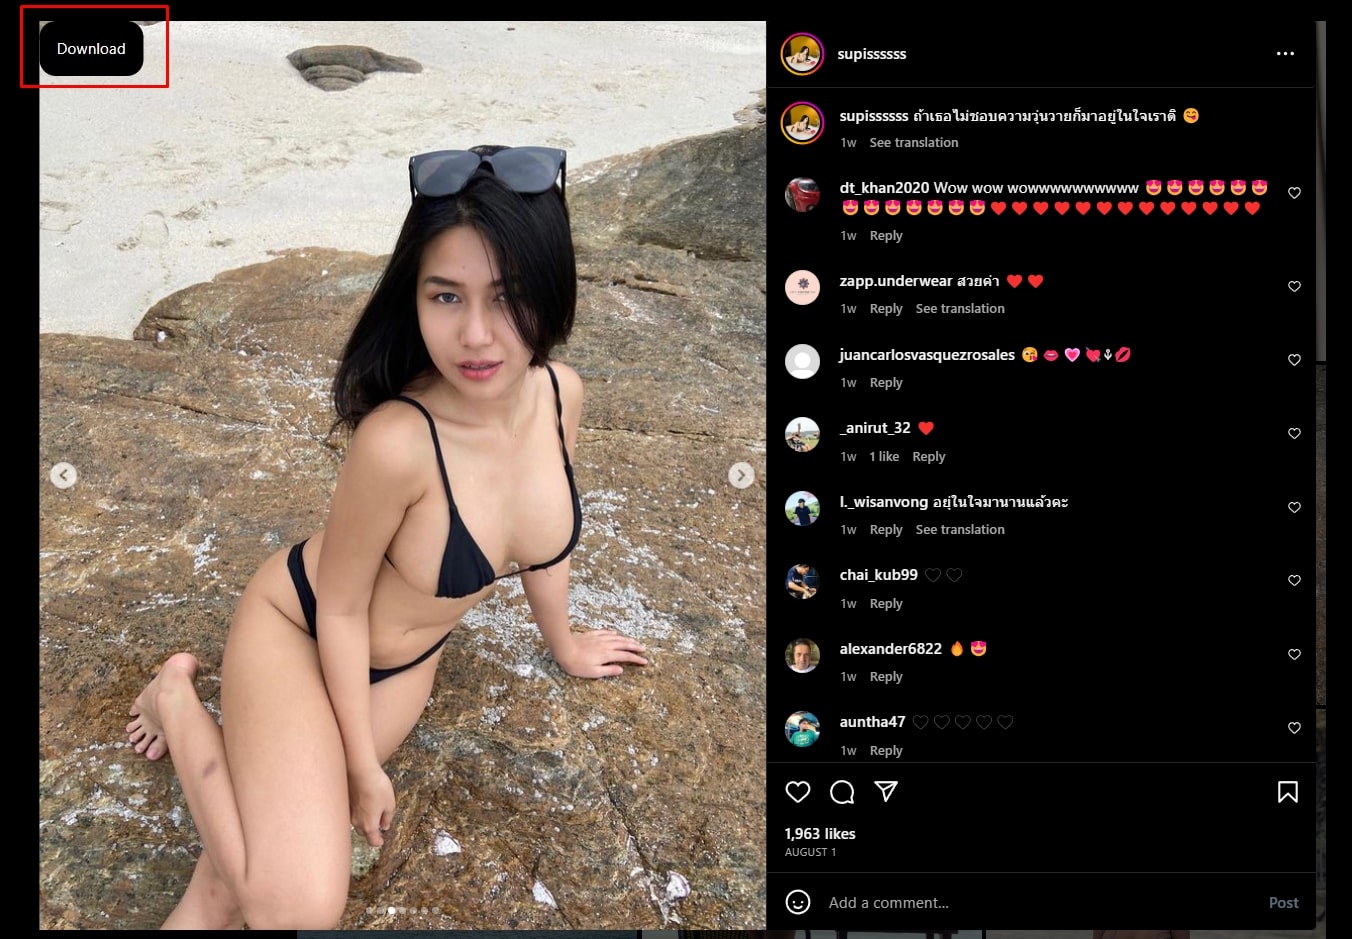 Download
supissssss
supissssss ถ้าเธอไม่ชอบความวุ่นวายก็มาอยู่ในใจเราดิ 😋
1w See translation
dt_khan2020 Wow wow wowwwwwwwwww 😍😍😍😍😍😍
😍😍😍😍😍😍😍❤️❤️❤️❤️❤️❤️❤️❤️❤️❤️❤️❤️❤️
1w Reply
zapp.underwear สวยค่า ❤️❤️
1w Reply See translation
juancarlosvasquezrosales 😘👄💗💘⚘💋
1w Reply
_anirut_32 ❤️
1w 1 like Reply
l._wisanvong อยู่ในใจมานานแล้วคะ
1w Reply See translation
chai_kub99 🖤🖤
1w Reply
alexander6822 🔥😍
1w Reply
auntha47 🖤🖤🖤🖤🖤
1w Reply
1,963 likes
AUGUST 1
Add a comment...
Post